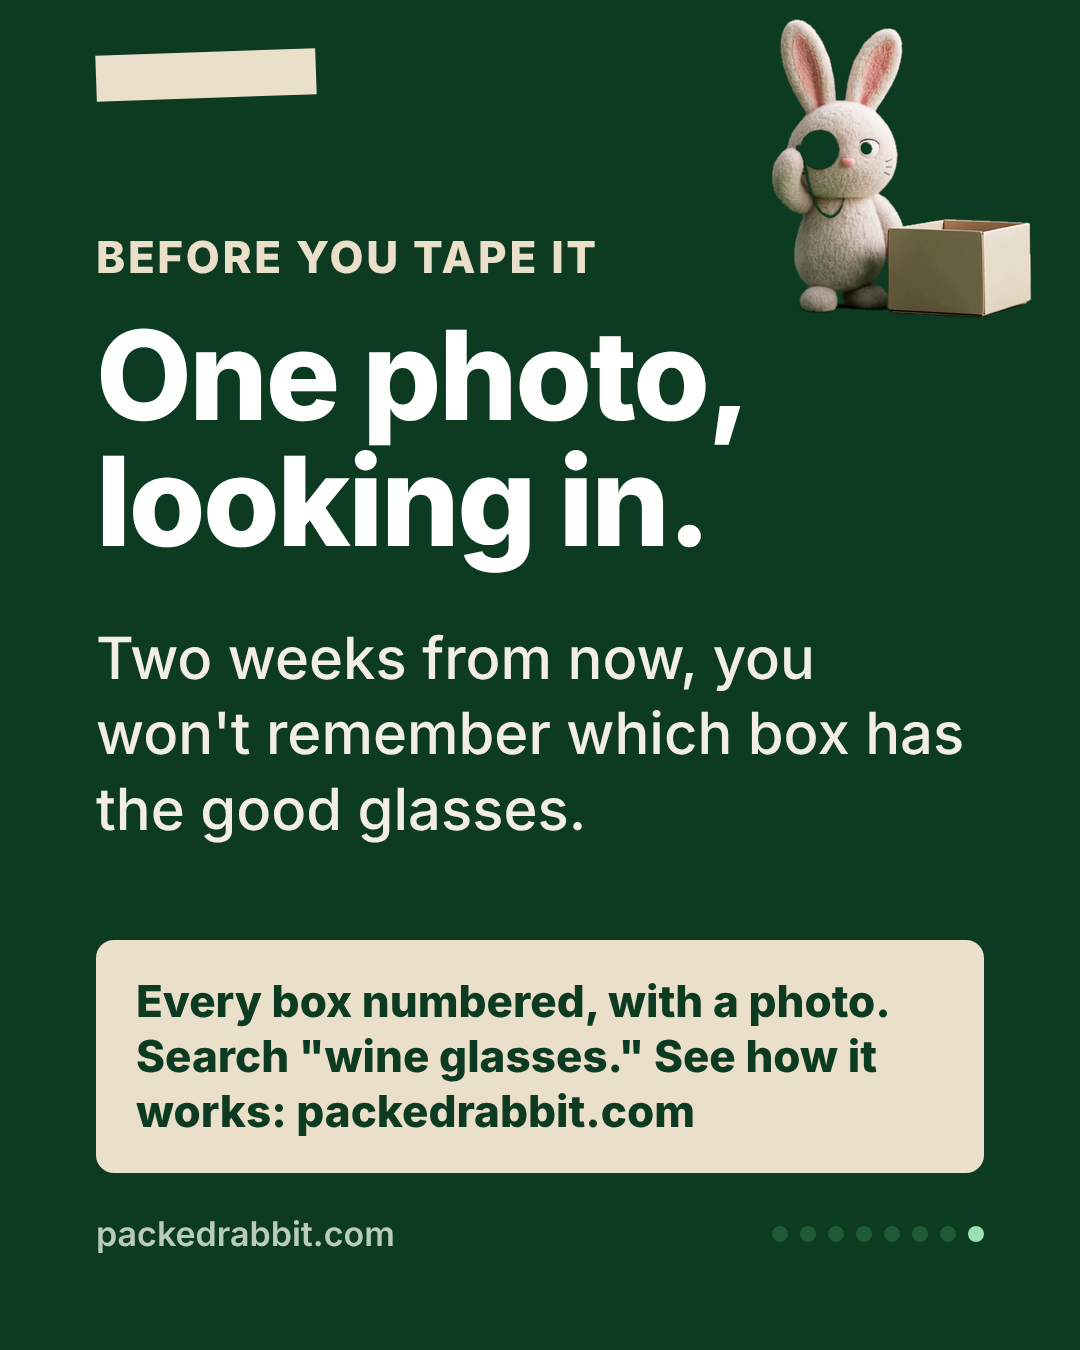 BEFORE YOU TAPE IT
One photo,
looking in.
Two weeks from now, you
won't remember which box has
the good glasses.
Every box numbered, with a photo.
Search "wine glasses." See how it
works: packedrabbit.com
packedrabbit.com